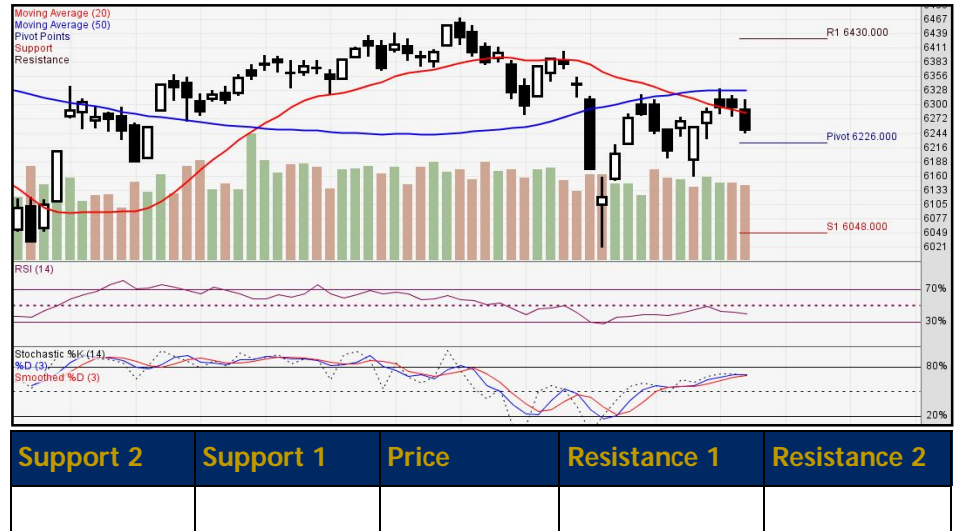 Moving Average (20)
Moving Average (50)
Pivot Points
Support
Resistance
R1 6430.000
Pivot 6226.000
S1 6048.000
6467
6439
6411
6383
6356
6328
6300
6272
6244
6216
6188
6160
6133
6105
6077
6049
6021
RSI (14)
70%
30%
Stochastic %K (14)
%D (3)
Smoothed %D (3)
80%
20%
Support 2 Support 1 Price Resistance 1 Resistance 2